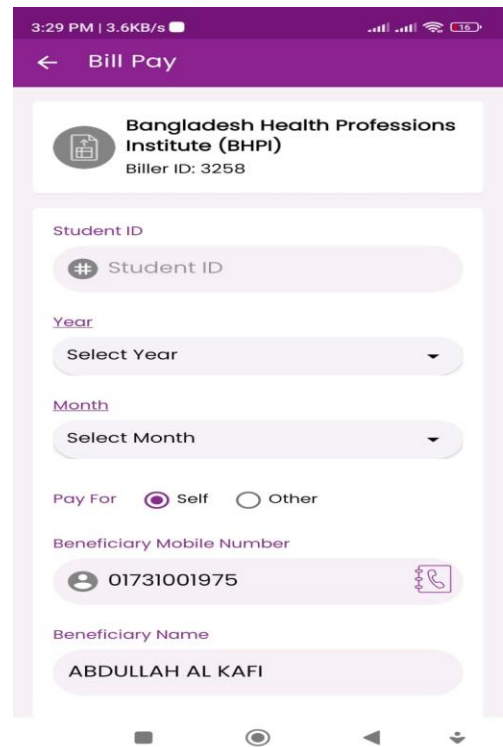 3:29 PM | 3.6KB/s 16
Bill Pay
Bangladesh Health Professions
Institute (BHPI)
Biller ID: 3258
Student ID
# Student ID
Year
Select Year
Month
Select Month
Pay For Self Other
Beneficiary Mobile Number
01731001975
Beneficiary Name
ABDULLAH AL KAFI